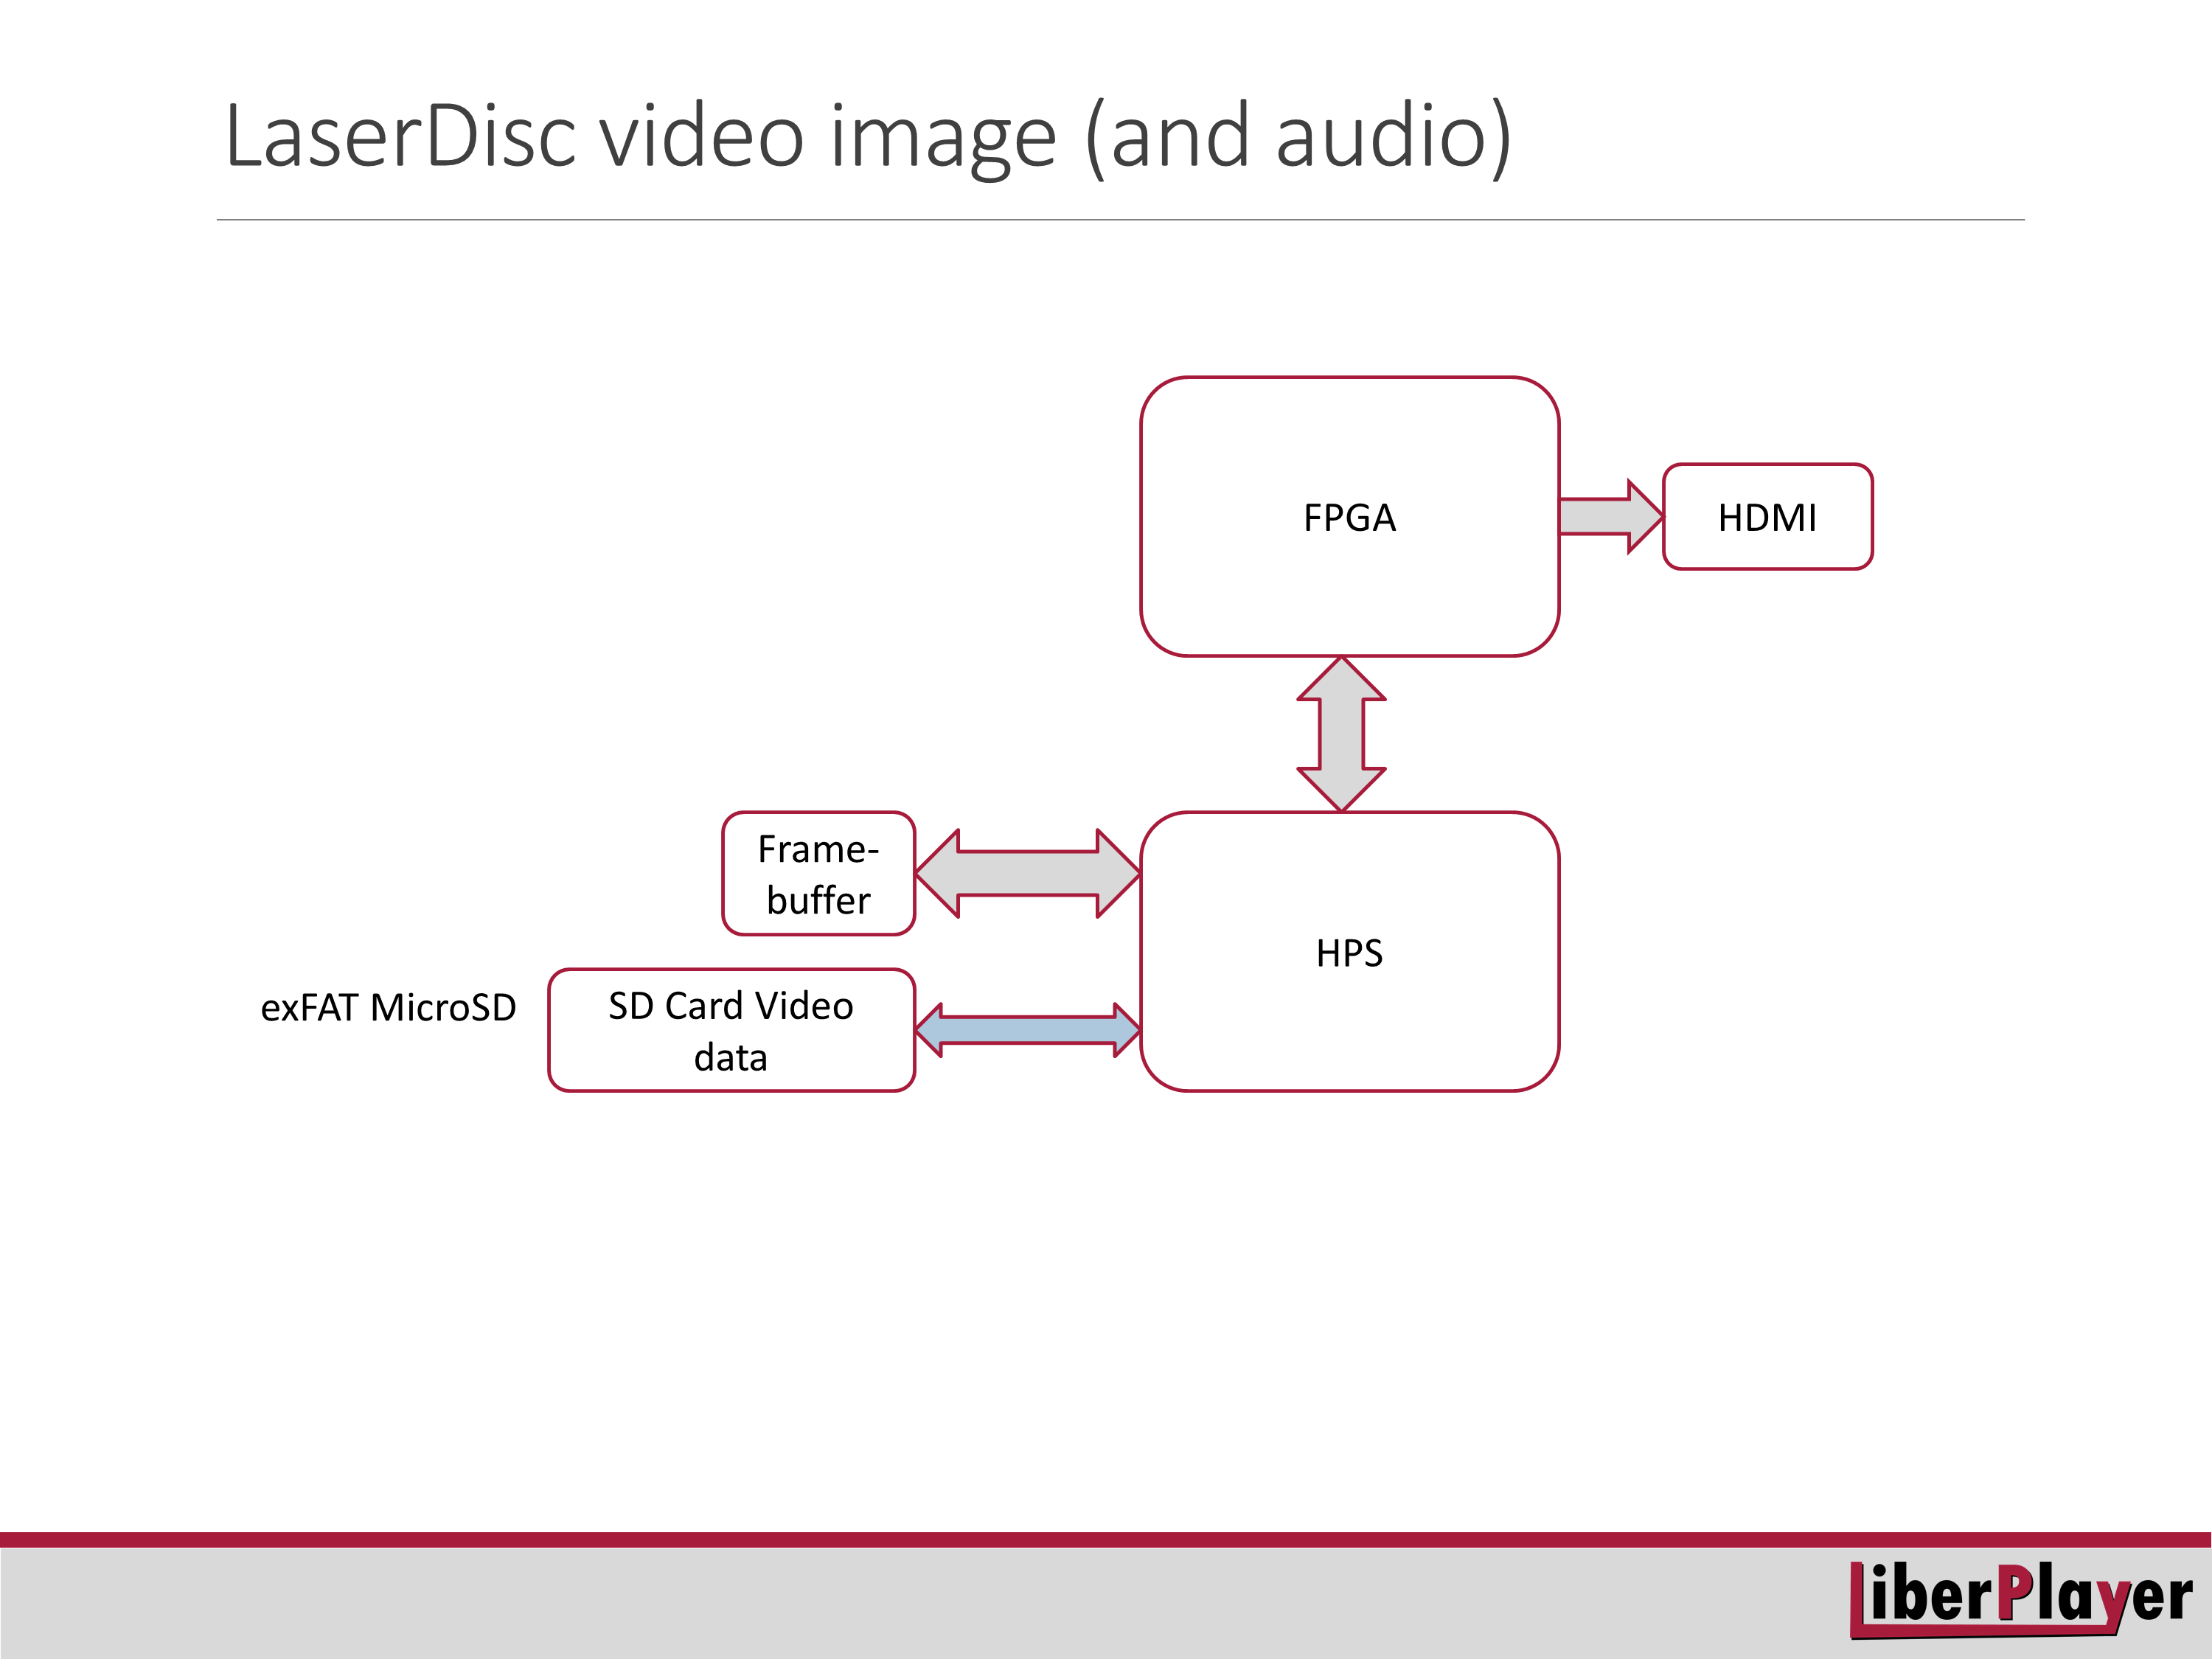 LaserDisc video image (and audio)
FPGA
HDMI
Frame-
buffer
HPS
exFAT MicroSD
SD Card Video
data
LiberPlayer